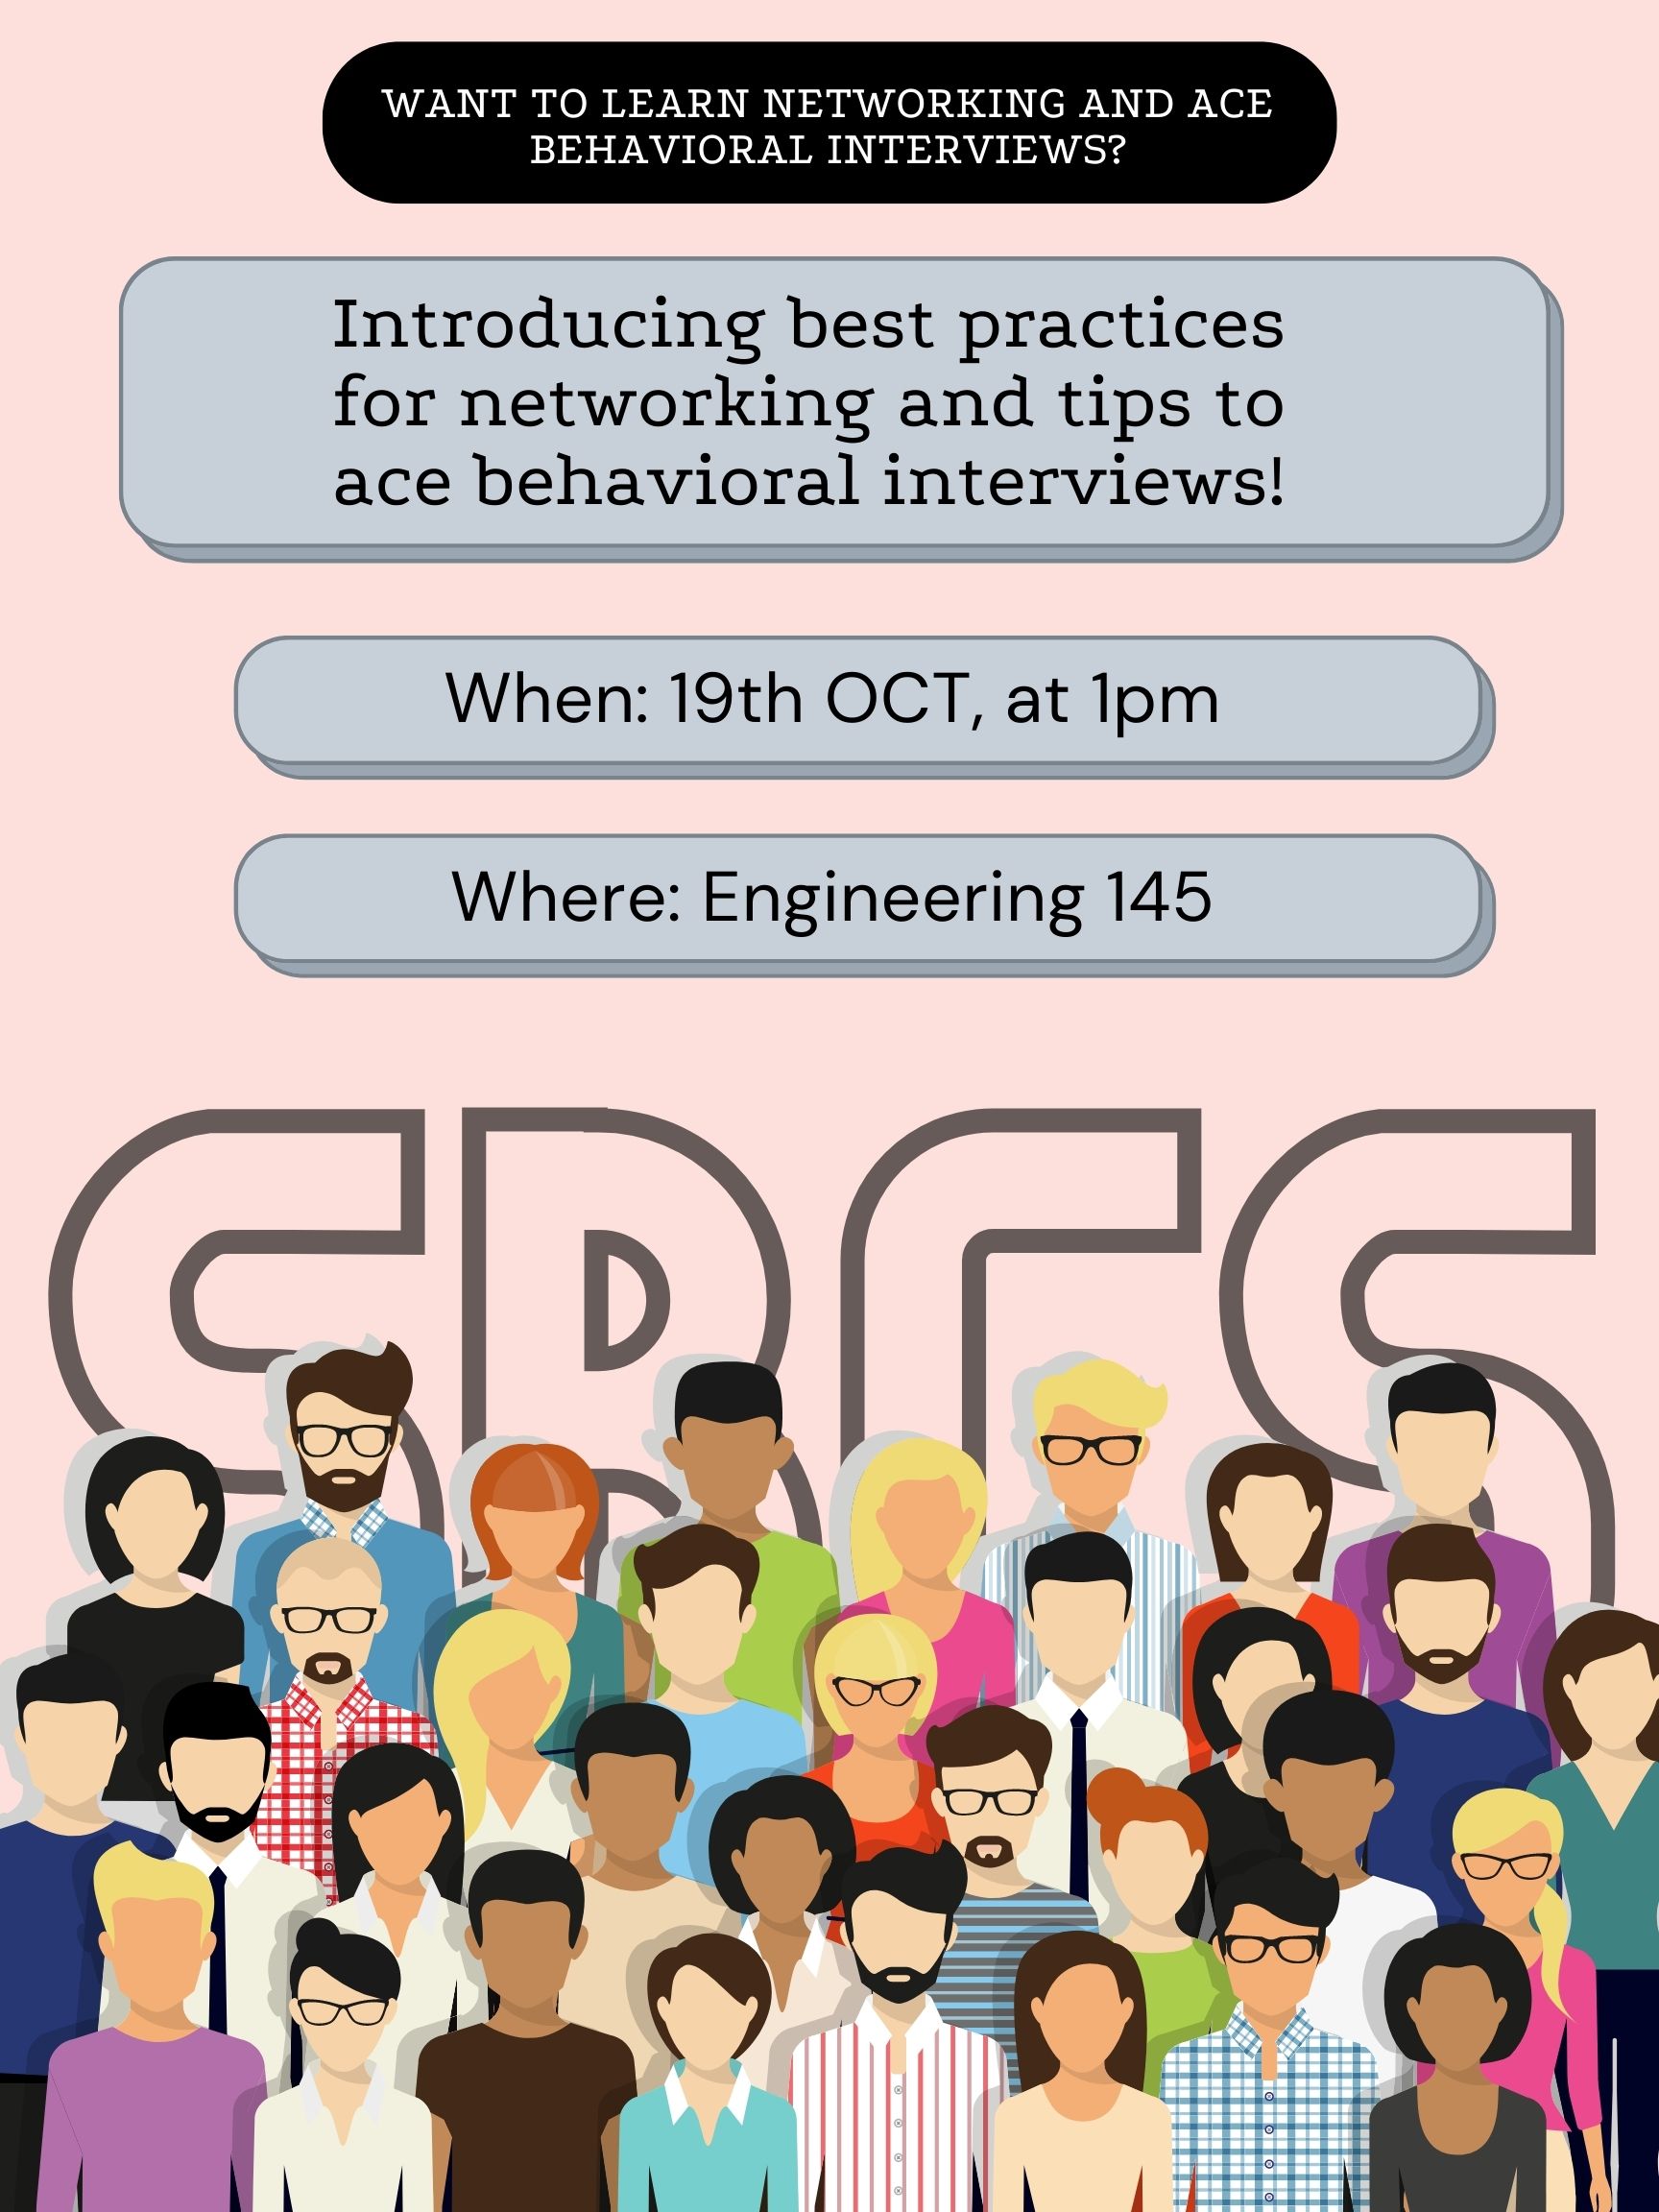 WANT TO LEARN NETWORKING AND ACE
BEHAVIORAL INTERVIEWS?
Introducing best practices
for networking and tips to
ace behavioral interviews!
When: 19th OCT, at 1pm
Where: Engineering 145